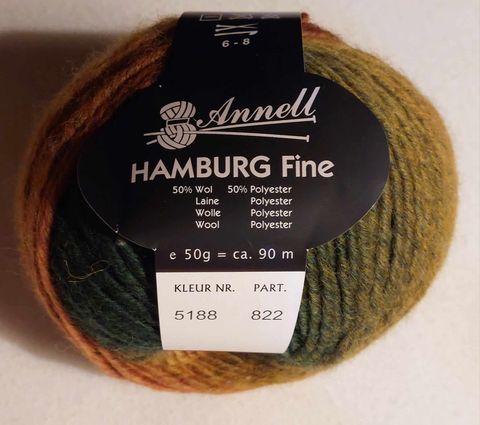 6 - 8
Annell
HAMBURG Fine
50% Wol 50% Polyester
Laine Polyester
Wolle Polyester
Wool Polyester
e 50g = ca. 90 m
KLEUR NR. PART.
5188 822